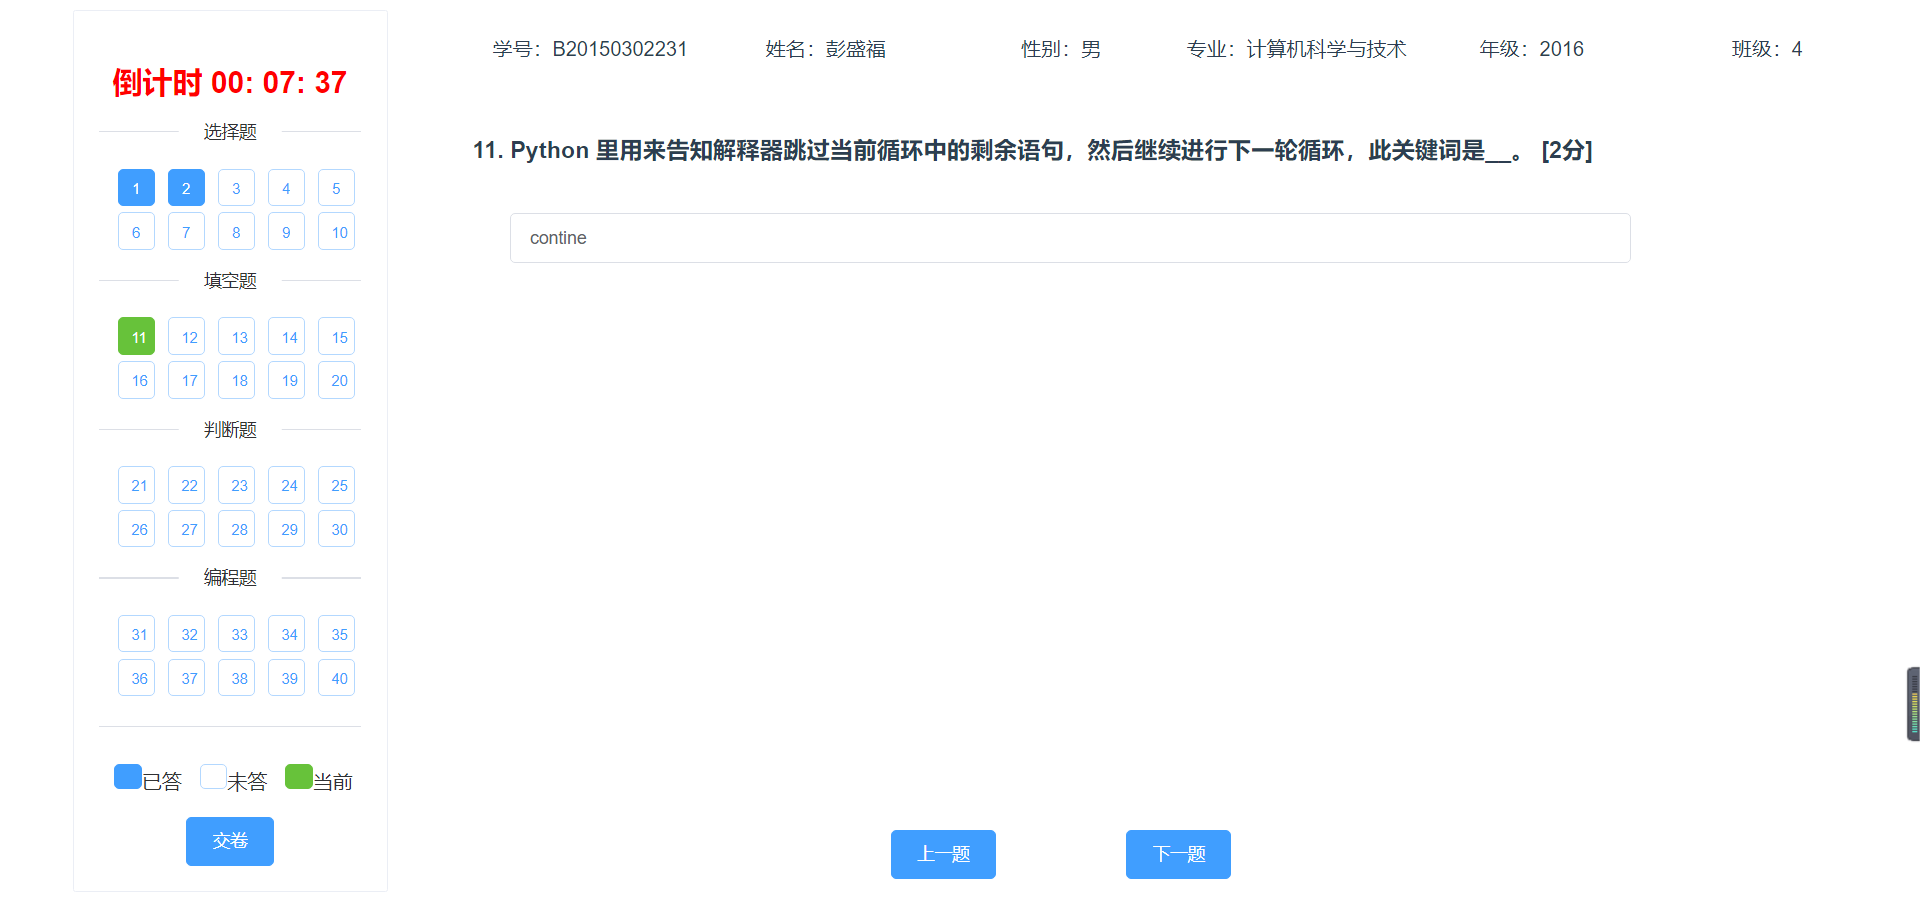 倒计时 00: 07: 37
选择题
1 2 3 4 5
6 7 8 9 10
填空题
11 12 13 14 15
16 17 18 19 20
判断题
21 22 23 24 25
26 27 28 29 30
编程题
31 32 33 34 35
36 37 38 39 40
已答 未答 当前
交卷
学号：B20150302231 姓名：彭盛福 性别：男 专业：计算机科学与技术 年级：2016 班级：4
11. Python 里用来告知解释器跳过当前循环中的剩余语句，然后继续进行下一轮循环，此关键词是__。 [2分]
contine
上一题 下一题